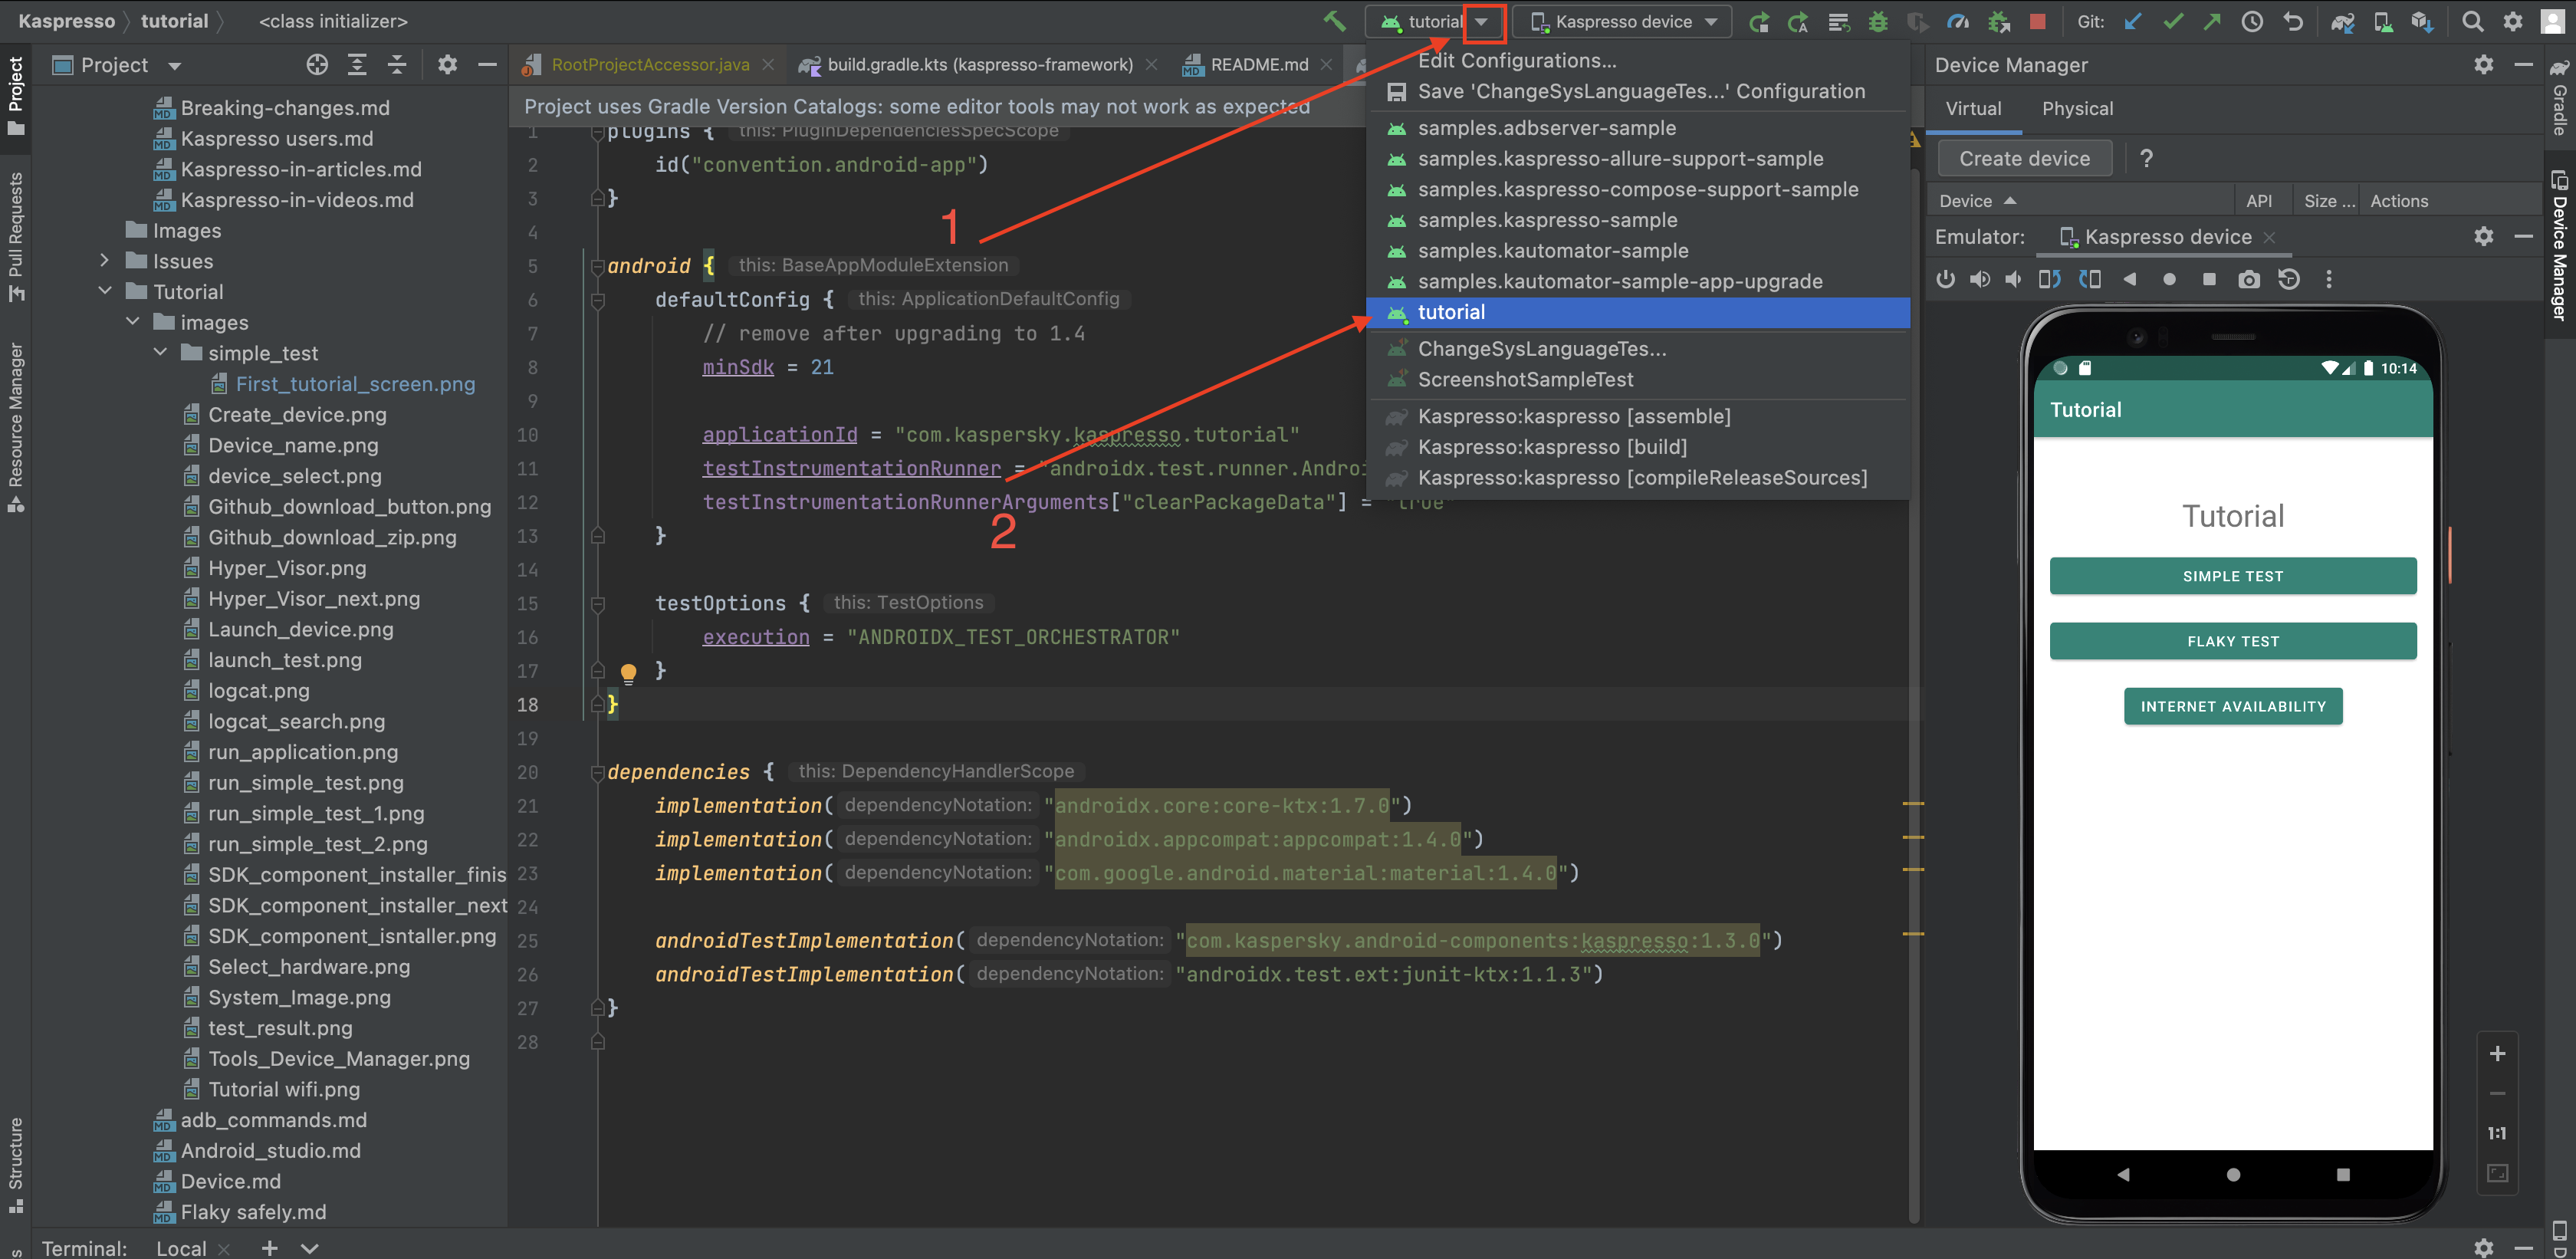 Kaspresso tutorial <class initializer>
tutorial
Kaspresso device
Git:
Project
Pull Requests
Resource Manager
Structure
Project
Breaking-changes.md
Kaspresso users.md
Kaspresso-in-articles.md
Kaspresso-in-videos.md
Images
Issues
Tutorial
images
simple_test
First_tutorial_screen.png
Create_device.png
Device_name.png
device_select.png
Github_download_button.png
Github_download_zip.png
Hyper_Visor.png
Hyper_Visor_next.png
Launch_device.png
launch_test.png
logcat.png
logcat_search.png
run_application.png
run_simple_test.png
run_simple_test_1.png
run_simple_test_2.png
SDK_component_installer_finis
SDK_component_installer_next
SDK_component_isntaller.png
Select_hardware.png
System_Image.png
test_result.png
Tools_Device_Manager.png
Tutorial wifi.png
adb_commands.md
Android_studio.md
Device.md
Flaky safely.md
Terminal: Local
RootProjectAccessor.java
build.gradle.kts (kaspresso-framework)
README.md
Project uses Gradle Version Catalogs: some editor tools may not work as expected
1 plugins { this: PluginDependenciesSpecScope
2 id("convention.android-app")
3 }
4
5 android { this: BaseAppModuleExtension
6 defaultConfig { this: ApplicationDefaultConfig
7 // remove after upgrading to 1.4
8 minSdk = 21
9
10 applicationId = "com.kaspersky.kaspresso.tutorial"
11 testInstrumentationRunner = "androidx.test.runner.Androi
12 testInstrumentationRunnerArguments["clearPackageData"] = "true"
13 }
14
15 testOptions { this: TestOptions
16 execution = "ANDROIDX_TEST_ORCHESTRATOR"
17 }
18 }
19
20 dependencies { this: DependencyHandlerScope
21 implementation( dependencyNotation: "androidx.core:core-ktx:1.7.0")
22 implementation( dependencyNotation: "androidx.appcompat:appcompat:1.4.0")
23 implementation( dependencyNotation: "com.google.android.material:material:1.4.0")
24
25 androidTestImplementation( dependencyNotation: "com.kaspersky.android-components:kaspresso:1.3.0")
26 androidTestImplementation( dependencyNotation: "androidx.test.ext:junit-ktx:1.1.3")
27 }
28
1
2
Edit Configurations...
Save 'ChangeSysLanguageTes...' Configuration
samples.adbserver-sample
samples.kaspresso-allure-support-sample
samples.kaspresso-compose-support-sample
samples.kaspresso-sample
samples.kautomator-sample
samples.kautomator-sample-app-upgrade
tutorial
ChangeSysLanguageTes...
ScreenshotSampleTest
Kaspresso:kaspresso [assemble]
Kaspresso:kaspresso [build]
Kaspresso:kaspresso [compileReleaseSources]
Device Manager
Virtual Physical
Create device ?
Device API Size ... Actions
Emulator: Kaspresso device
10:14
Tutorial
Tutorial
SIMPLE TEST
FLAKY TEST
INTERNET AVAILABILITY
1:1
Gradle
Device Manager